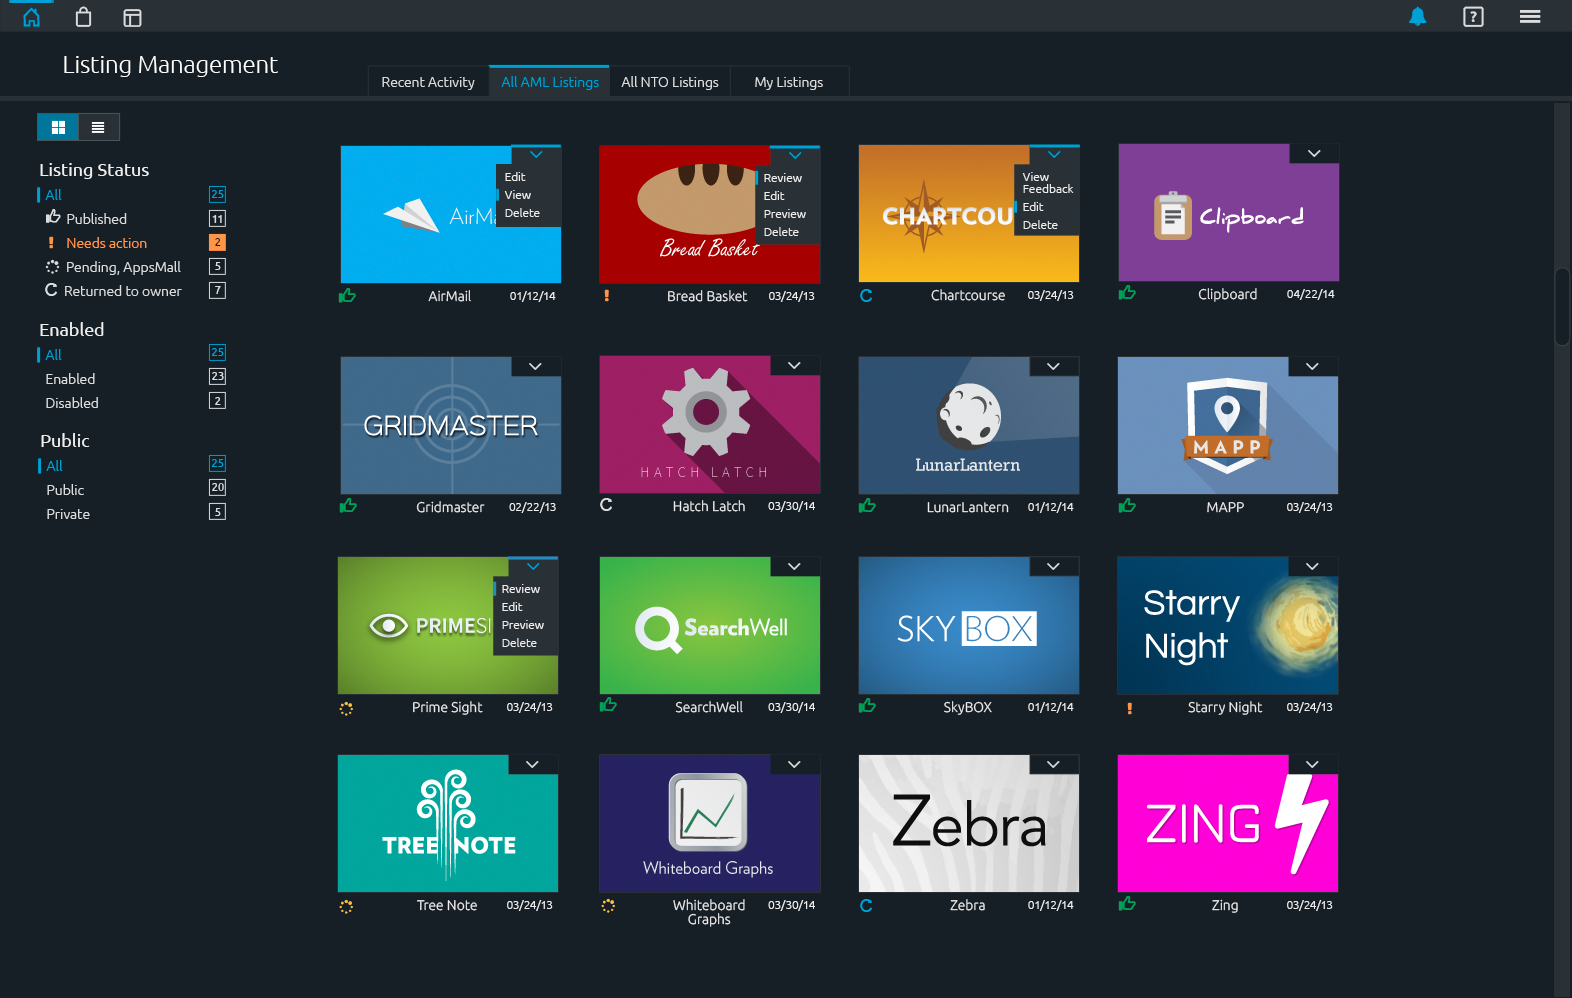 ?
Listing Management
Recent Activity
All AML Listings
All NTO Listings
My Listings
Listing Status
All 25
Published 11
Needs action 2
Pending, AppsMall 5
Returned to owner 7
Enabled
All 25
Enabled 23
Disabled 2
Public
All 25
Public 20
Private 5
AirMa
Edit
View
Delete
AirMail 01/12/14
Bread Basket
Review
Edit
Preview
Delete
Bread Basket 03/24/13
CHARTCOU
View
Feedback
Edit
Delete
Chartcourse 03/24/13
Clipboard
Clipboard 04/22/14
GRIDMASTER
Gridmaster 02/22/13
HATCH LATCH
Hatch Latch 03/30/14
LunarLantern
LunarLantern 01/12/14
MAPP
MAPP 03/24/13
PRIMESI
Review
Edit
Preview
Delete
Prime Sight 03/24/13
SearchWell
SearchWell 03/30/14
SKYBOX
SkyBOX 01/12/14
Starry
Night
Starry Night 03/24/13
TREE NOTE
Tree Note 03/24/13
Whiteboard Graphs
Whiteboard 03/30/14
Graphs
Zebra
Zebra 01/12/14
ZING
Zing 03/24/13